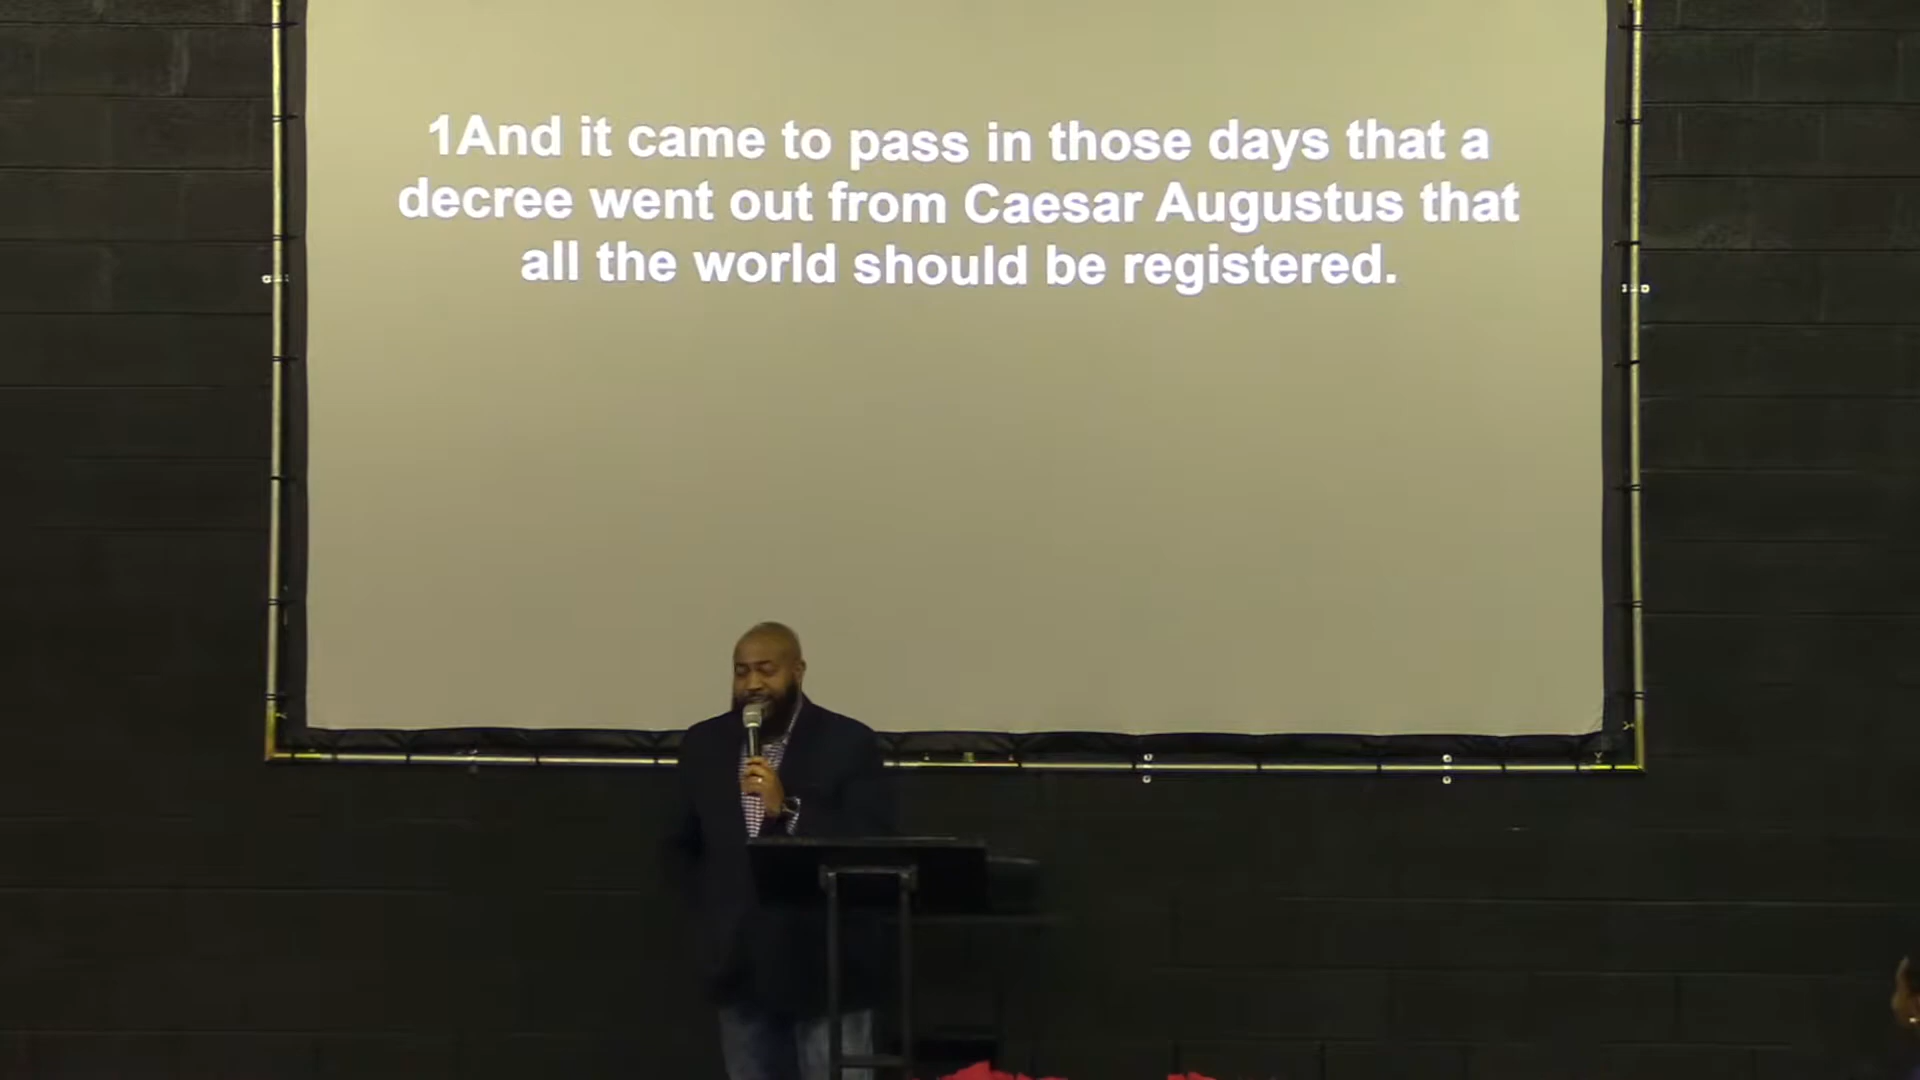 1And it came to pass in those days that a
decree went out from Caesar Augustus that
all the world should be registered.